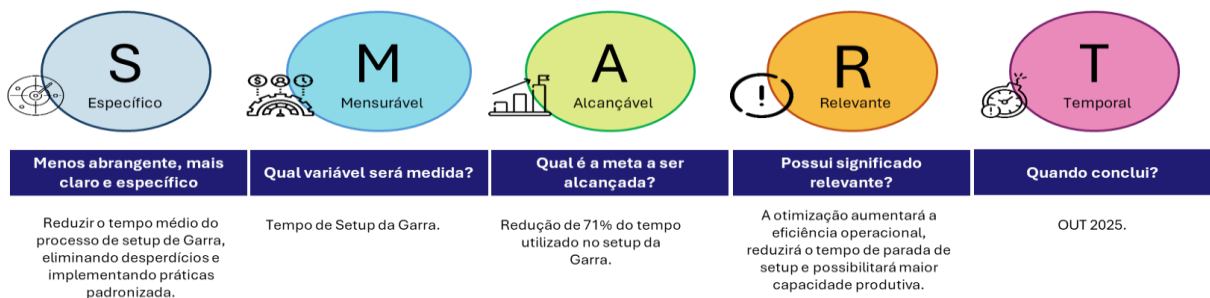 S
Específico
M
Mensurável
A
Alcançável
R
Relevante
T
Temporal
Menos abrangente, mais
claro e específico
Qual variável será medida?
Qual é a meta a ser
alcançada?
Possui significado
relevante?
Quando conclui?
Reduzir o tempo médio do
processo de setup de Garra,
eliminando desperdícios e
implementando práticas
padronizada.
Tempo de Setup da Garra.
Redução de 71% do tempo
utilizado no setup da
Garra.
A otimização aumentará a
eficiência operacional,
reduzirá o tempo de parada de
setup e possibilitará maior
capacidade produtiva.
OUT 2025.